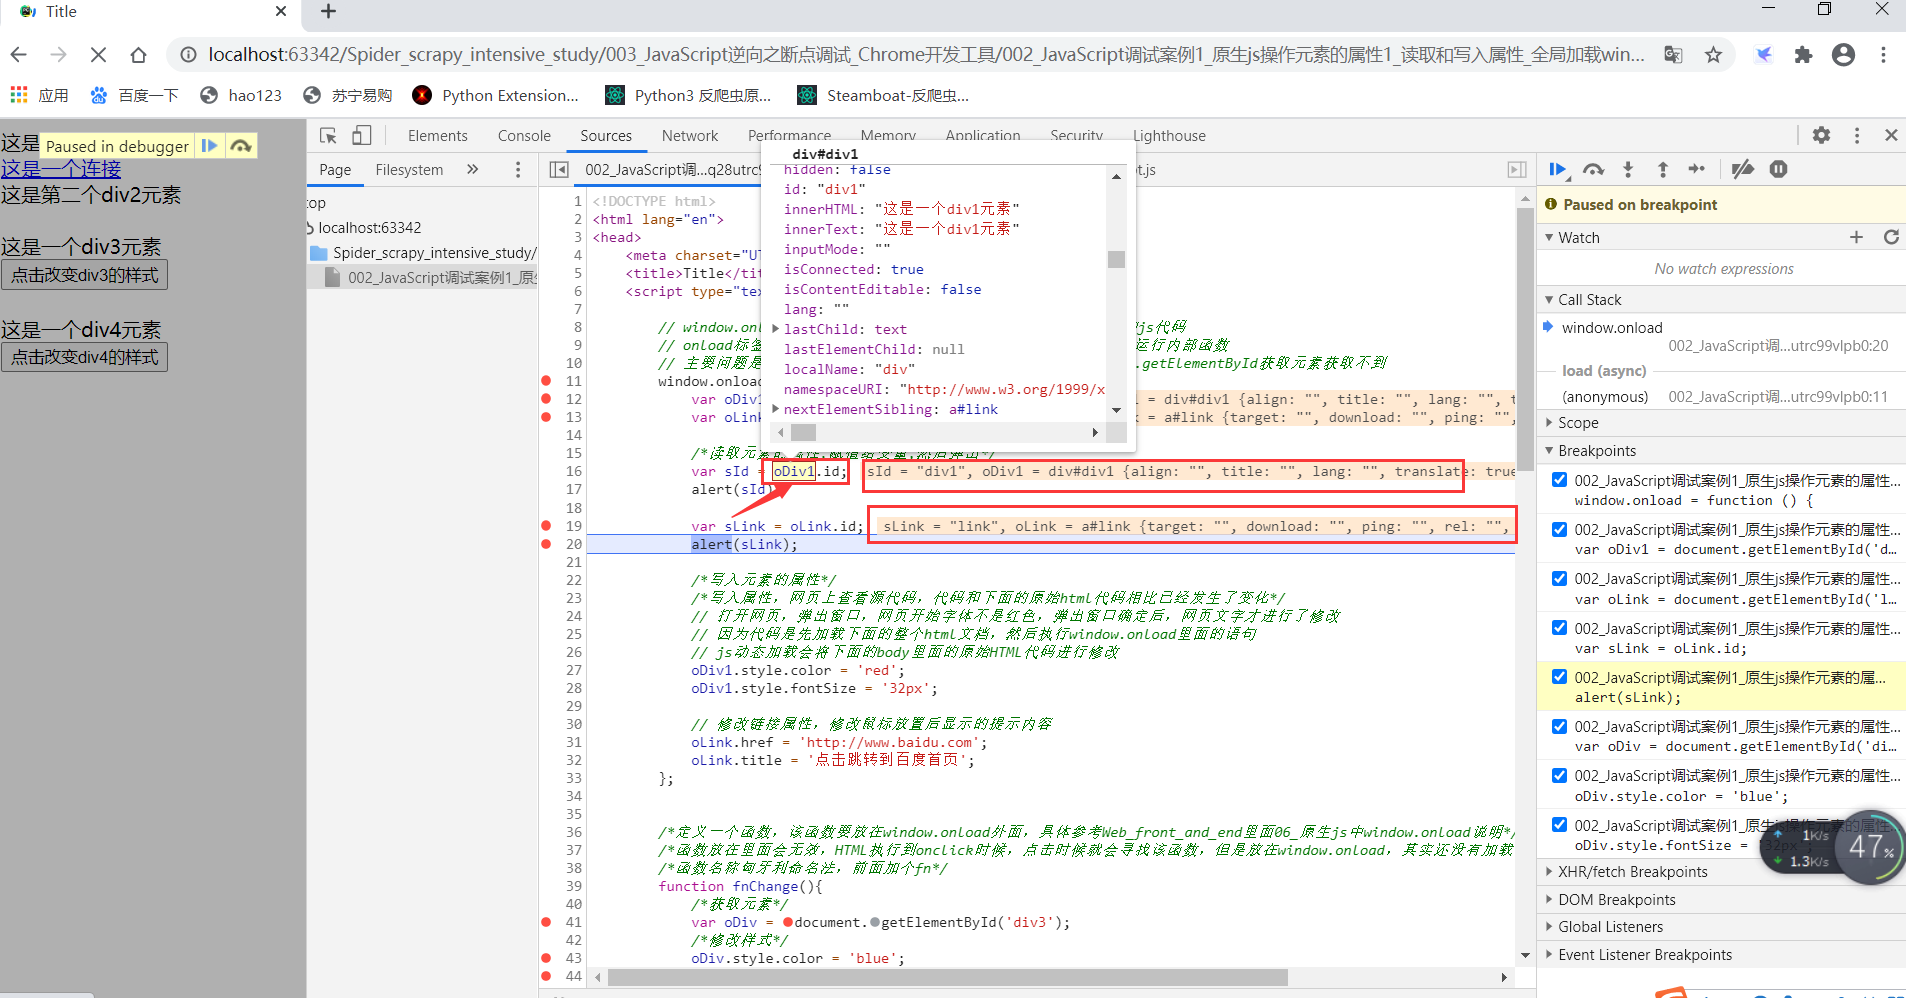 Title
localhost:63342/Spider_scrapy_intensive_study/003_JavaScript逆向之断点调试_Chrome开发工具/002_JavaScript调试案例1_原生js操作元素的属性1_读取和写入属性_全局加载win...
应用 百度一下 hao123 苏宁易购 Python Extension... Python3 反爬虫原... Steamboat-反爬虫...
这是
Paused in debugger
这是一个连接
这是第二个div2元素
这是一个div3元素
点击改变div3的样式
这是一个div4元素
点击改变div4的样式
Elements Console Sources Network Performance Memory Application Security Lighthouse
Page Filesystem »
top
localhost:63342
Spider_scrapy_intensive_study/
002_JavaScript调试案例1_原生
002_JavaScript调...q28utrc9
t.js
div#div1
hidden: false
id: "div1"
innerHTML: "这是一个div1元素"
innerText: "这是一个div1元素"
inputMode: ""
isConnected: true
isContentEditable: false
lang: ""
lastChild: text
lastElementChild: null
localName: "div"
namespaceURI: "http://www.w3.org/1999/x
nextElementSibling: a#link
1 <!DOCTYPE html>
2 <html lang="en">
3 <head>
4 <meta charset="UT
5 <title>Title</tit
6 <script type="tex
7
8 // window.on js代码
9 // onload标签 运行内部函数
10 // 主要问题是 .getElementById获取元素获取不到
11 window.onload
12 var oDiv1 l = div#div1 {align: "", title: "", lang: "", t
13 var oLink = a#link {target: "", download: "", ping: "",
14
15 /*读取元素的 性,赋值给变量,然后弹出*/
16 var sId = oDiv1.id; sId = "div1", oDiv1 = div#div1 {align: "", title: "", lang: "", translate: true
17 alert(sId)
18
19 var sLink = oLink.id; sLink = "link", oLink = a#link {target: "", download: "", ping: "", rel: "",
20 alert(sLink);
21
22 /*写入元素的属性*/
23 /*写入属性，网页上查看源代码，代码和下面的原始html代码相比已经发生了变化*/
24 // 打开网页，弹出窗口，网页开始字体不是红色，弹出窗口确定后，网页文字才进行了修改
25 // 因为代码是先加载下面的整个html文档，然后执行window.onload里面的语句
26 // js动态加载会将下面的body里面的原始HTML代码进行修改
27 oDiv1.style.color = 'red';
28 oDiv1.style.fontSize = '32px';
29
30 // 修改链接属性，修改鼠标放置后显示的提示内容
31 oLink.href = 'http://www.baidu.com';
32 oLink.title = '点击跳转到百度首页';
33 };
34
35
36 /*定义一个函数，该函数要放在window.onload外面，具体参考Web_front_and_end里面06_原生js中window.onload说明*/
37 /*函数放在里面会无效，HTML执行到onclick时候，点击时候就会寻找该函数，但是放在window.onload，其实还没有加载
38 /*函数名称匈牙利命名法，前面加个fn*/
39 function fnChange(){
40 /*获取元素*/
41 var oDiv = document.getElementById('div3');
42 /*修改样式*/
43 oDiv.style.color = 'blue';
44
Paused on breakpoint
Watch
No watch expressions
Call Stack
window.onload
002_JavaScript调...utrc99vlpb0:20
load (async)
(anonymous) 002_JavaScript调...utrc99vlpb0:11
Scope
Breakpoints
002_JavaScript调试案例1_原生js操作元素的属性...
window.onload = function () {
002_JavaScript调试案例1_原生js操作元素的属性...
var oDiv1 = document.getElementById('d...
002_JavaScript调试案例1_原生js操作元素的属性...
var oLink = document.getElementById('l...
002_JavaScript调试案例1_原生js操作元素的属性...
var sLink = oLink.id;
002_JavaScript调试案例1_原生js操作元素的属...
alert(sLink);
002_JavaScript调试案例1_原生js操作元素的属性...
var oDiv = document.getElementById('di...
002_JavaScript调试案例1_原生js操作元素的属性...
oDiv.style.color = 'blue';
002_JavaScript调试案例1_原生js操作元素的属性...
oDiv.style.fontSize = '32px';
1K/s
1.3K/s
47%
XHR/fetch Breakpoints
DOM Breakpoints
Global Listeners
Event Listener Breakpoints